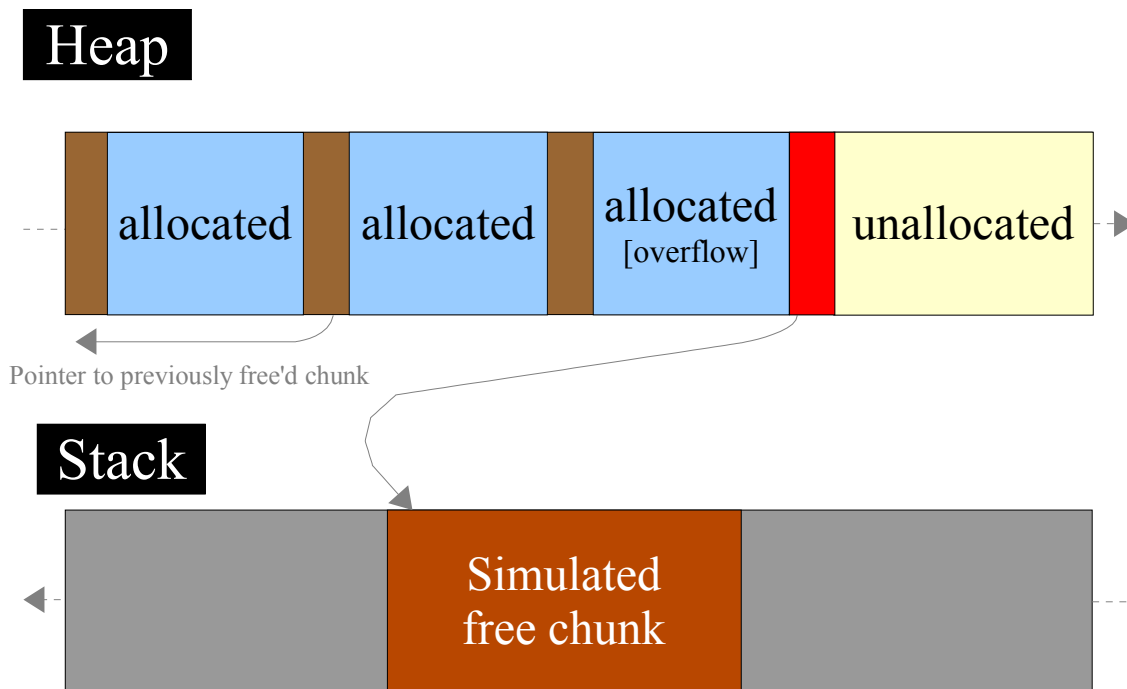 Heap
allocated
allocated
allocated
[overflow]
unallocated
Pointer to previously free'd chunk
Stack
Simulated
free chunk